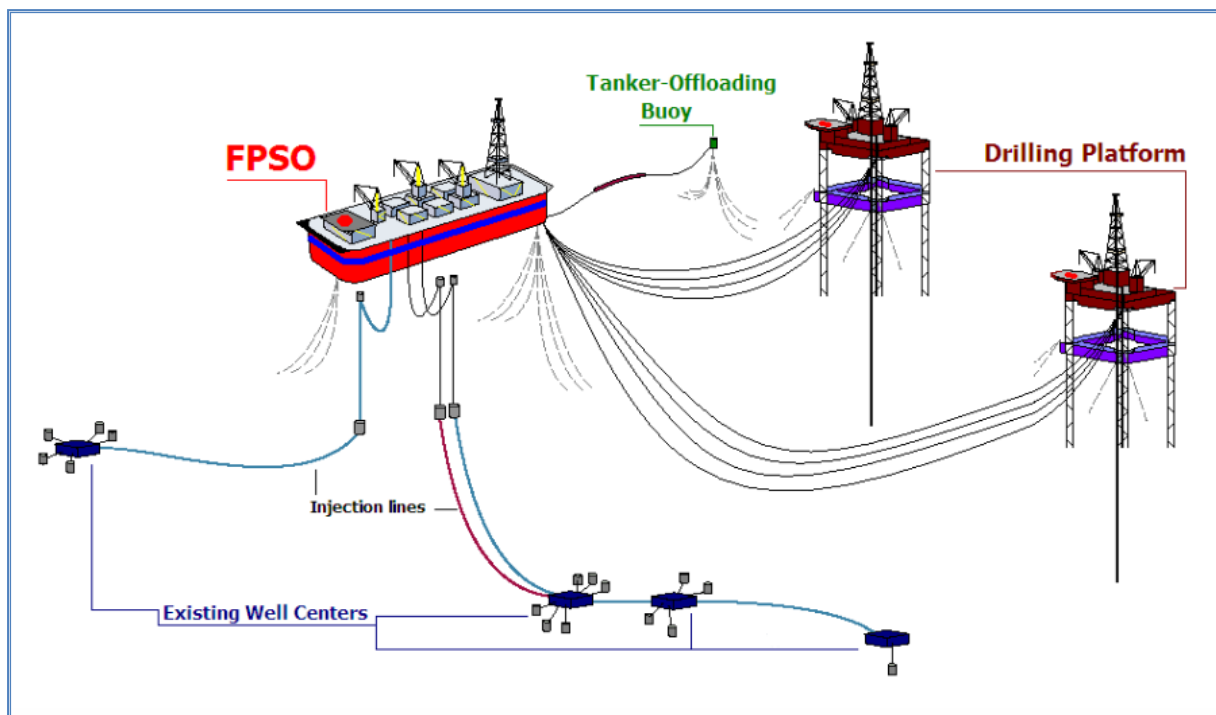 Tanker-Offloading
Buoy
FPSO
Drilling Platform
Injection lines
Existing Well Centers